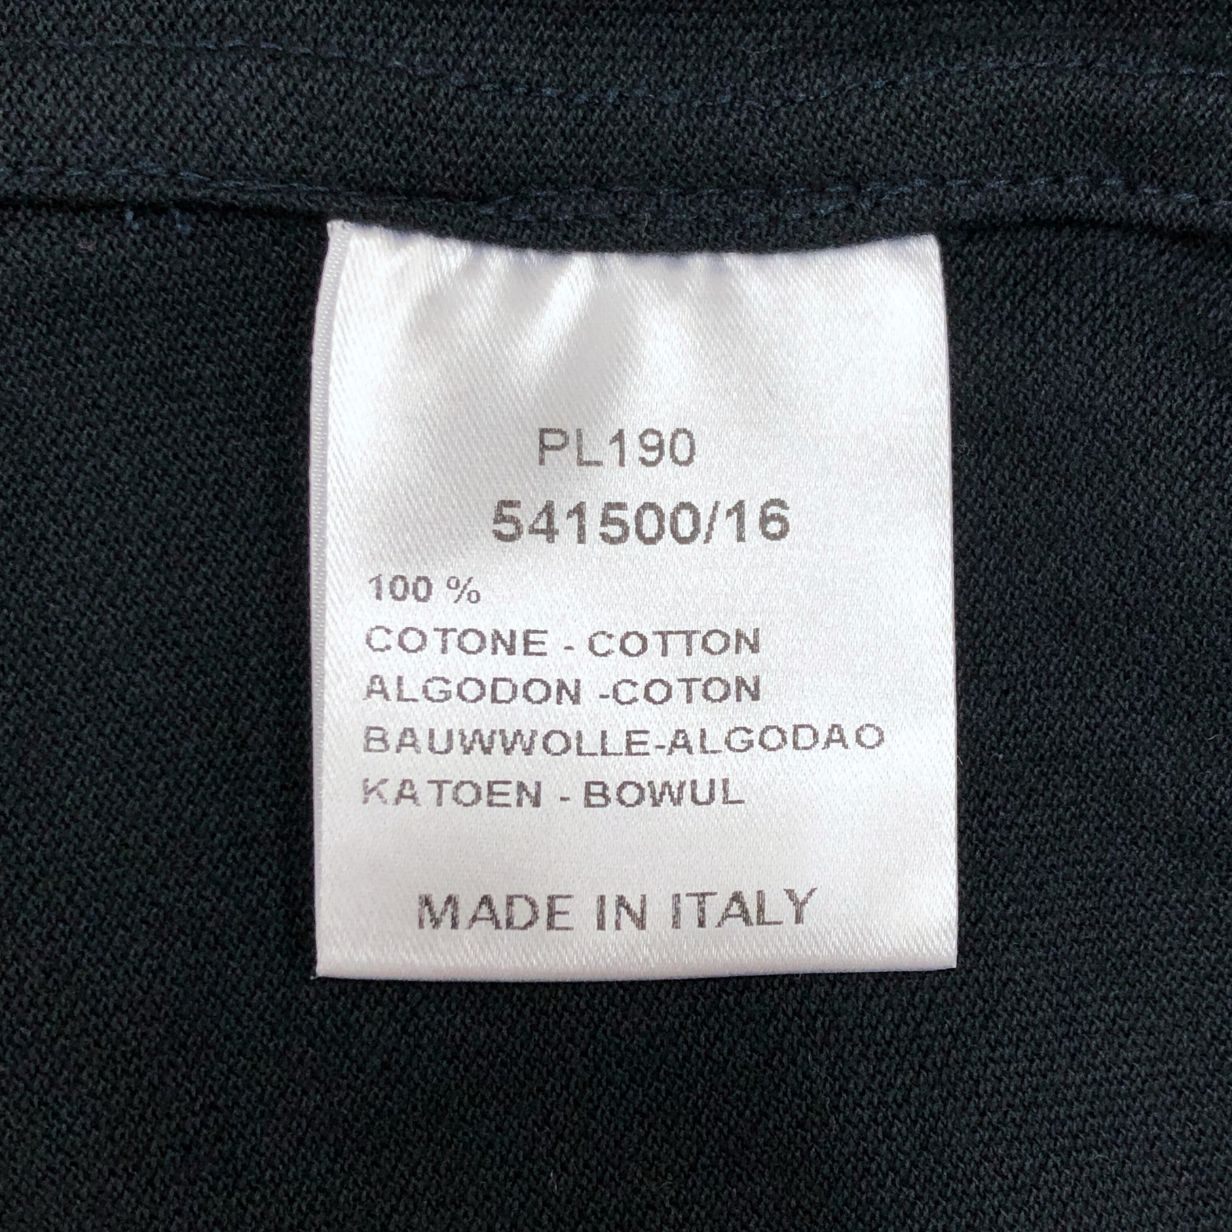 PL190
541500/16
100 %
COTONE - COTTON
ALGODON -COTON
BAUWWOLLE-ALGODAO
KATOEN - BOWUL
MADE IN ITALY